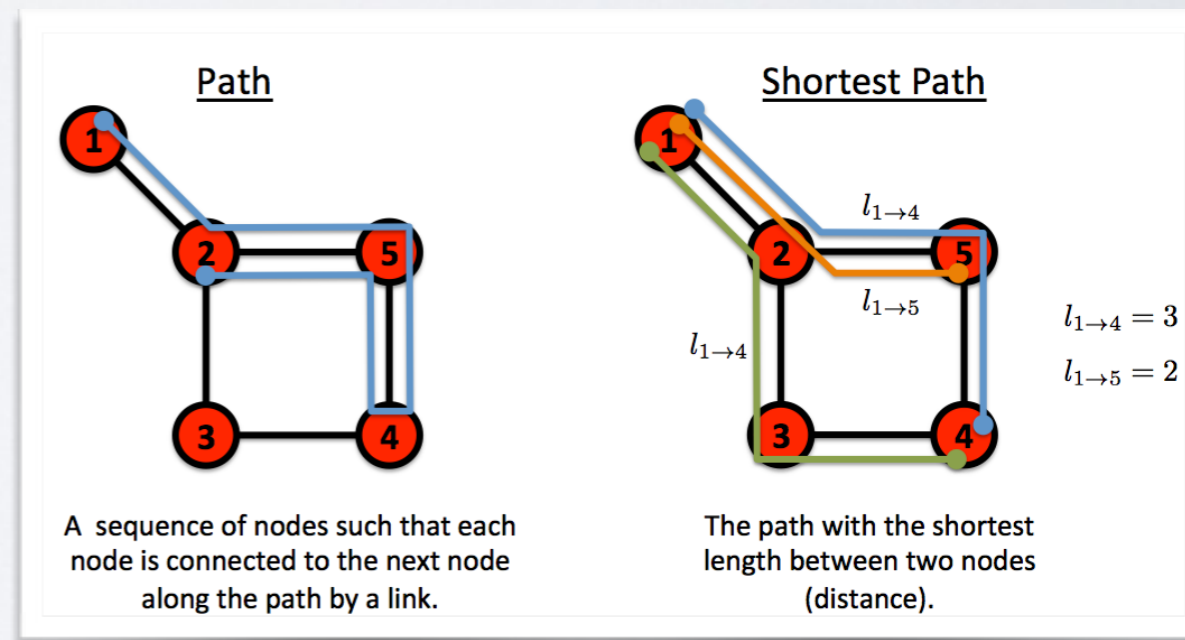 Path
1
2
5
3
4
A sequence of nodes such that each
node is connected to the next node
along the path by a link.
Shortest Path
1
l₁→₄
2
5
l₁→₅
l₁→₄
3
4
l₁→₄ = 3
l₁→₅ = 2
The path with the shortest
length between two nodes
(distance).